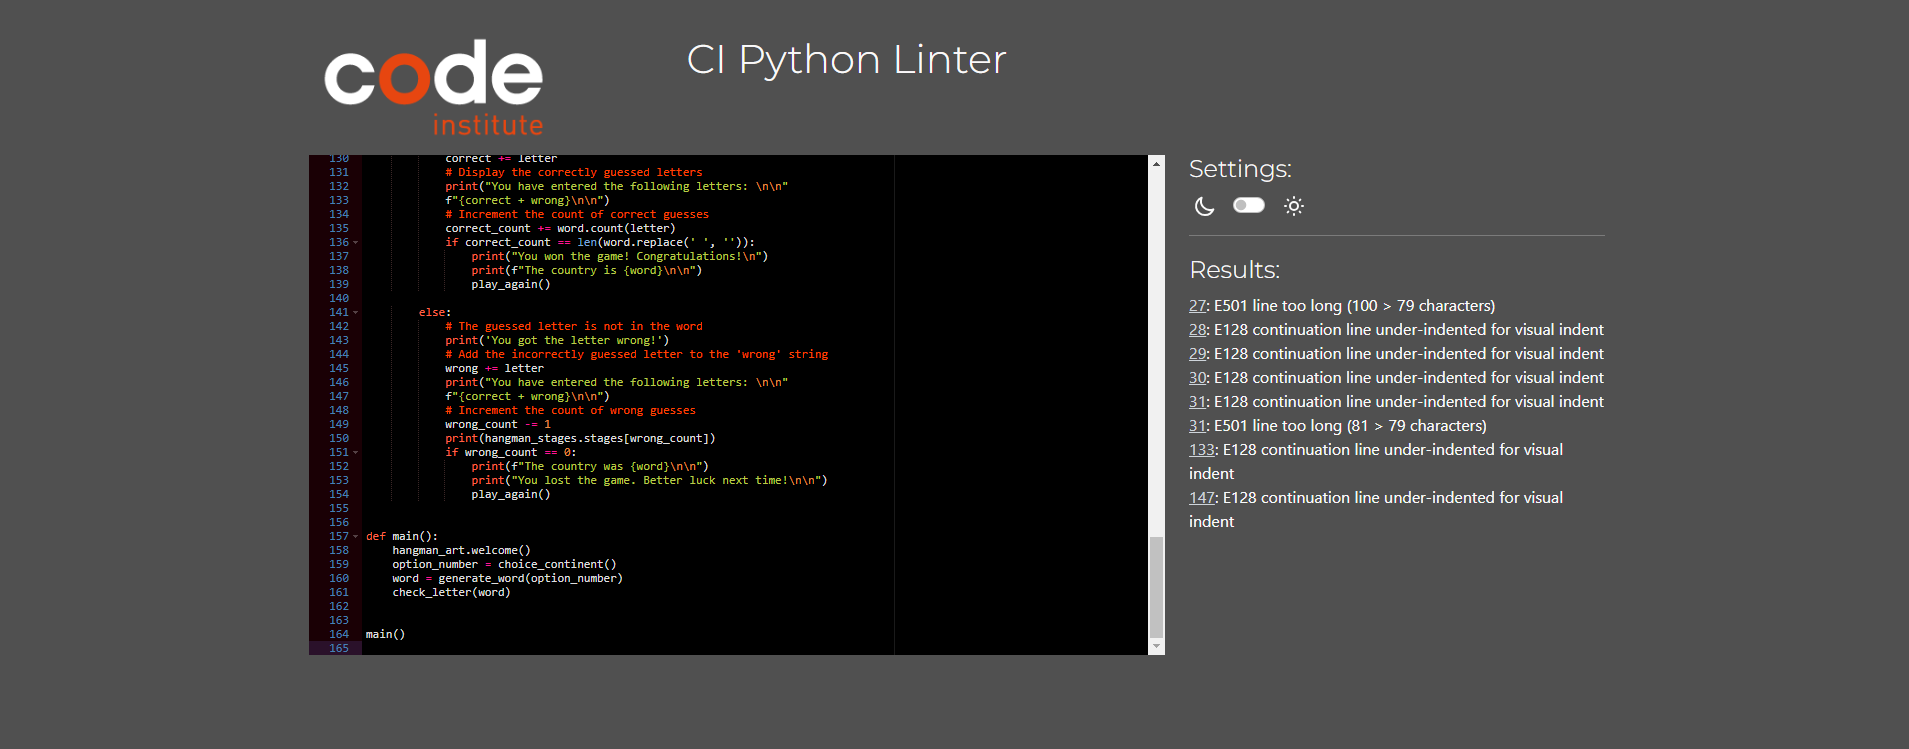 code
institute
CI Python Linter
130 correct += letter
131 # Display the correctly guessed letters
132 print("You have entered the following letters: \n\n"
133 f"{correct + wrong}\n\n")
134 # Increment the count of correct guesses
135 correct_count += word.count(letter)
136 if correct_count == len(word.replace(' ', '')):
137 print("You won the game! Congratulations!\n")
138 print(f"The country is {word}\n\n")
139 play_again()
140
141 else:
142 # The guessed letter is not in the word
143 print('You got the letter wrong!')
144 # Add the incorrectly guessed letter to the 'wrong' string
145 wrong += letter
146 print("You have entered the following letters: \n\n"
147 f"{correct + wrong}\n\n")
148 # Increment the count of wrong guesses
149 wrong_count -= 1
150 print(hangman_stages.stages[wrong_count])
151 if wrong_count == 0:
152 print(f"The country was {word}\n\n")
153 print("You lost the game. Better luck next time!\n\n")
154 play_again()
155
156
157 def main():
158 hangman_art.welcome()
159 option_number = choice_continent()
160 word = generate_word(option_number)
161 check_letter(word)
162
163
164 main()
165
Settings:
Results:
27: E501 line too long (100 > 79 characters)
28: E128 continuation line under-indented for visual indent
29: E128 continuation line under-indented for visual indent
30: E128 continuation line under-indented for visual indent
31: E128 continuation line under-indented for visual indent
31: E501 line too long (81 > 79 characters)
133: E128 continuation line under-indented for visual
indent
147: E128 continuation line under-indented for visual
indent